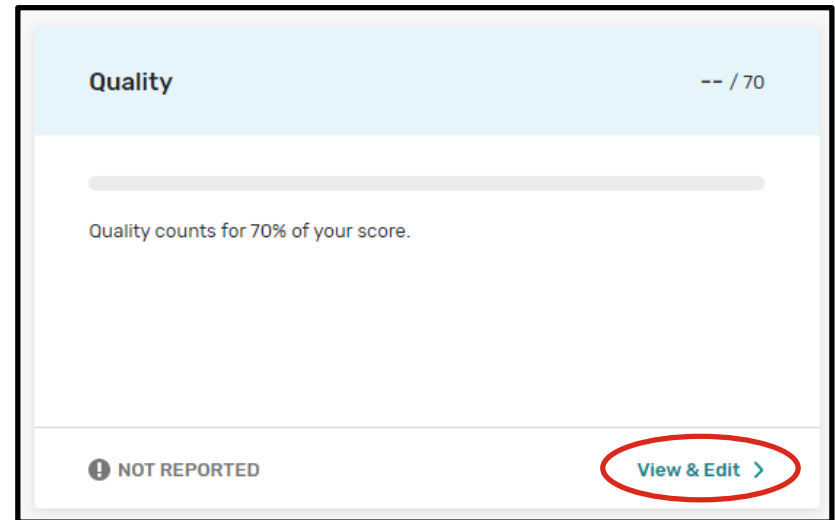 Quality -- / 70
Quality counts for 70% of your score.
NOT REPORTED View & Edit >